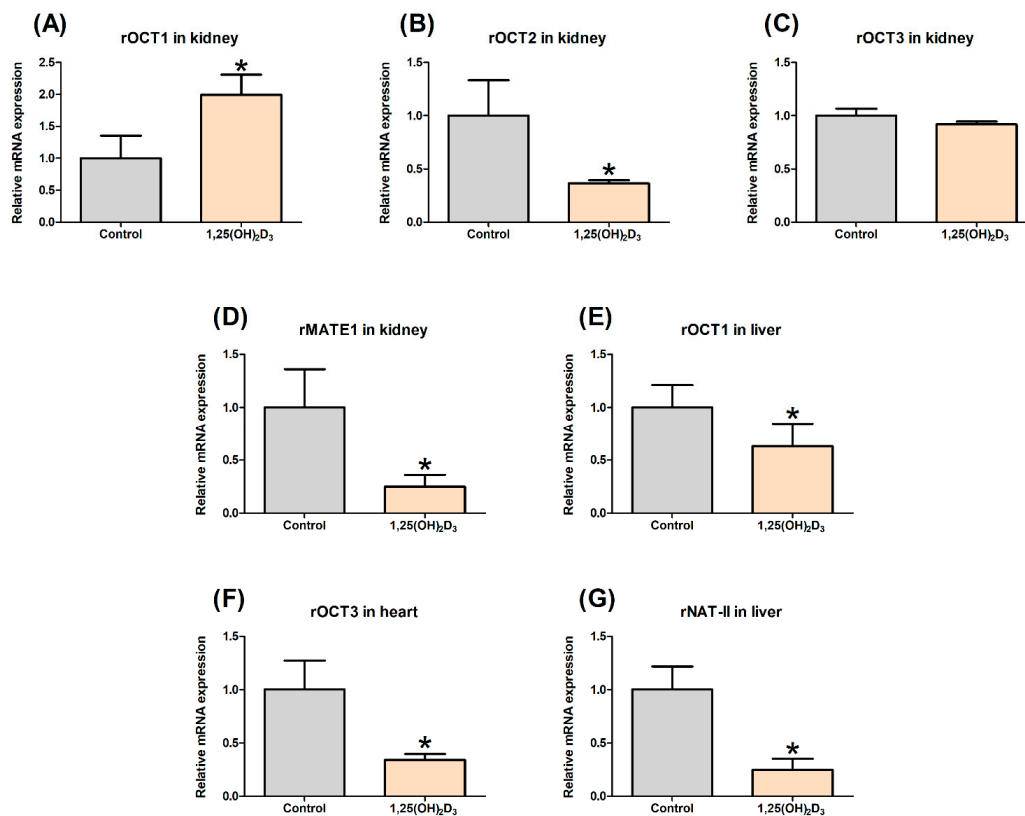 (A)
rOCT1 in kidney
Relative mRNA expression
2.5
2.0
1.5
1.0
0.5
0.0
*
Control
1,25(OH)₂D₃
(B)
rOCT2 in kidney
Relative mRNA expression
1.5
1.0
0.5
0.0
*
Control
1,25(OH)₂D₃
(C)
rOCT3 in kidney
Relative mRNA expression
1.5
1.0
0.5
0.0
Control
1,25(OH)₂D₃
(D)
rMATE1 in kidney
Relative mRNA expression
1.5
1.0
0.5
0.0
*
Control
1,25(OH)₂D₃
(E)
rOCT1 in liver
Relative mRNA expression
1.5
1.0
0.5
0.0
*
Control
1,25(OH)₂D₃
(F)
rOCT3 in heart
Relative mRNA expression
1.5
1.0
0.5
0.0
*
Control
1,25(OH)₂D₃
(G)
rNAT-II in liver
Relative mRNA expression
1.5
1.0
0.5
0.0
*
Control
1,25(OH)₂D₃